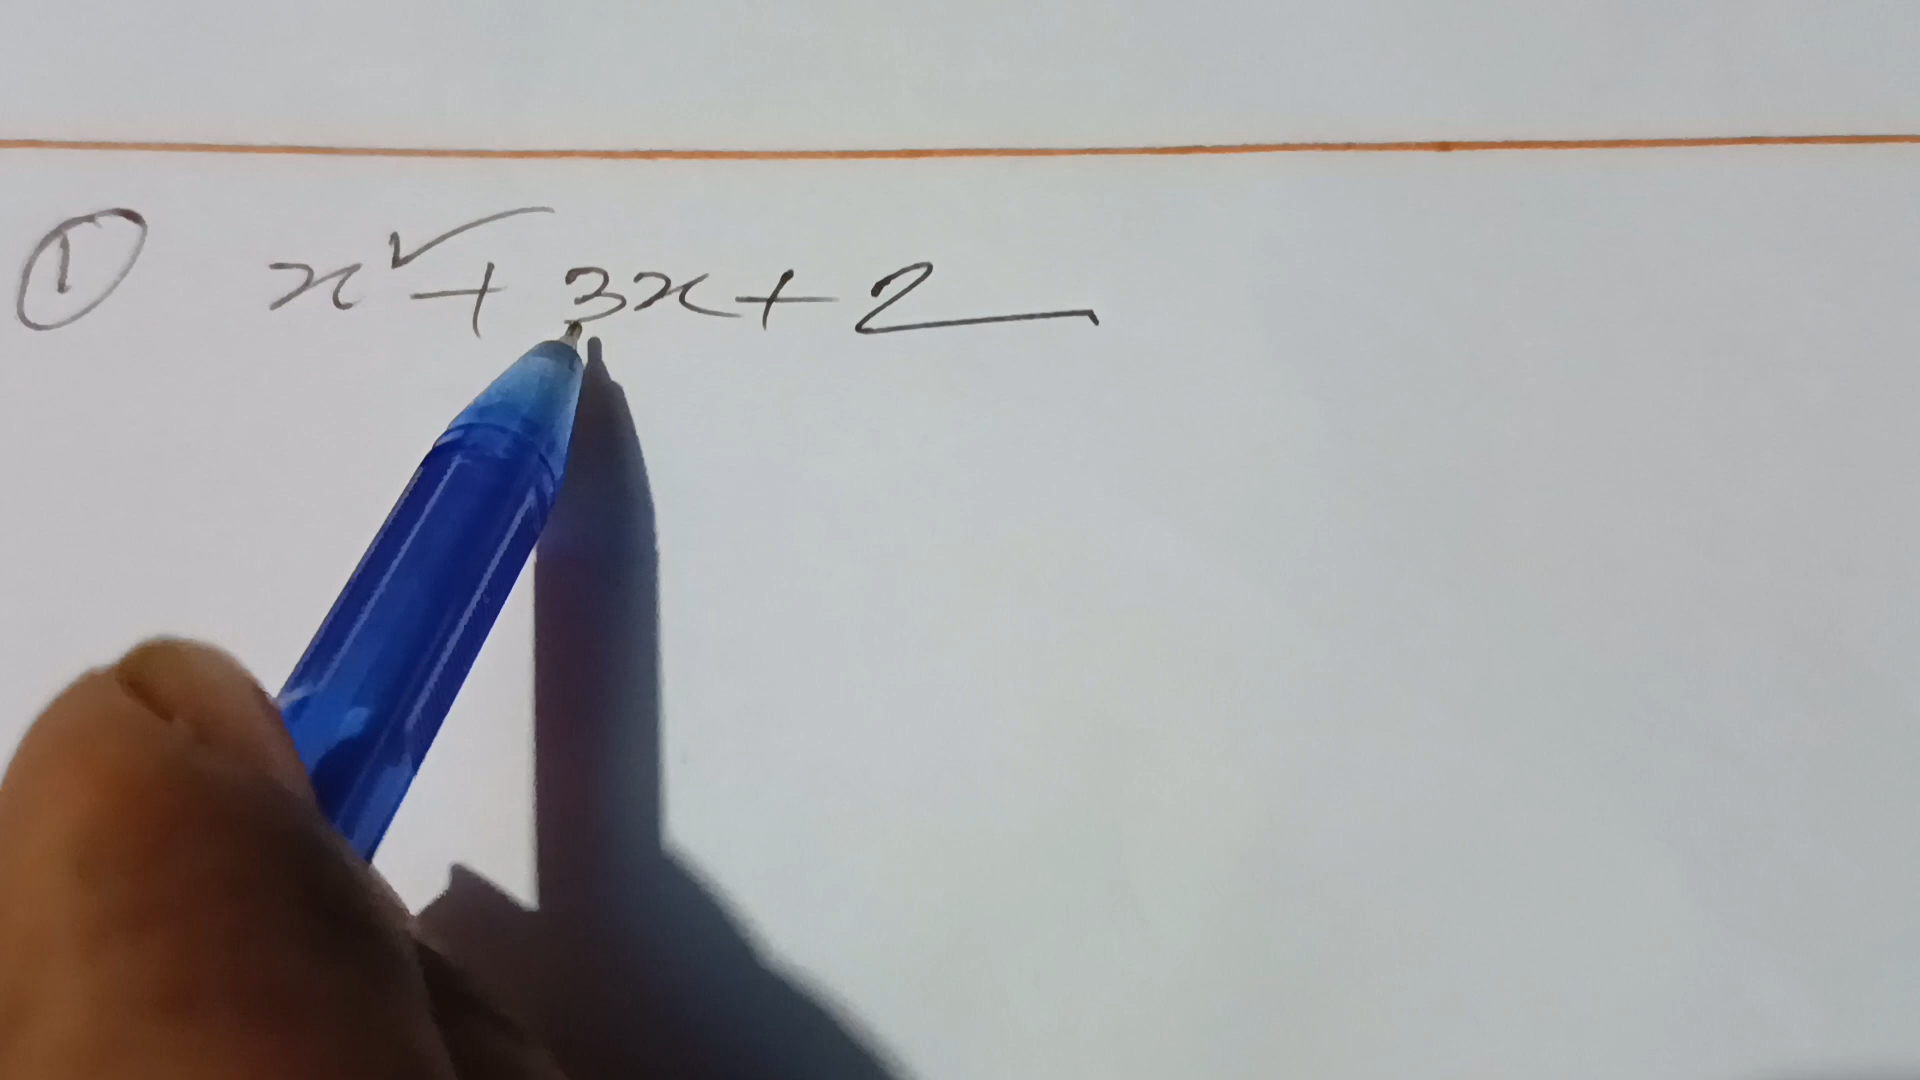 ① x² + 3x + 2